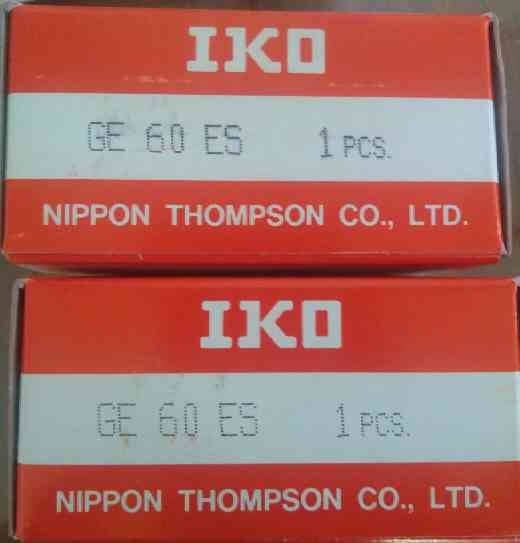 IKO
GE 60 ES 1 PCS.
NIPPON THOMPSON CO., LTD.
IKO
GE 60 ES 1 PCS.
NIPPON THOMPSON CO., LTD.